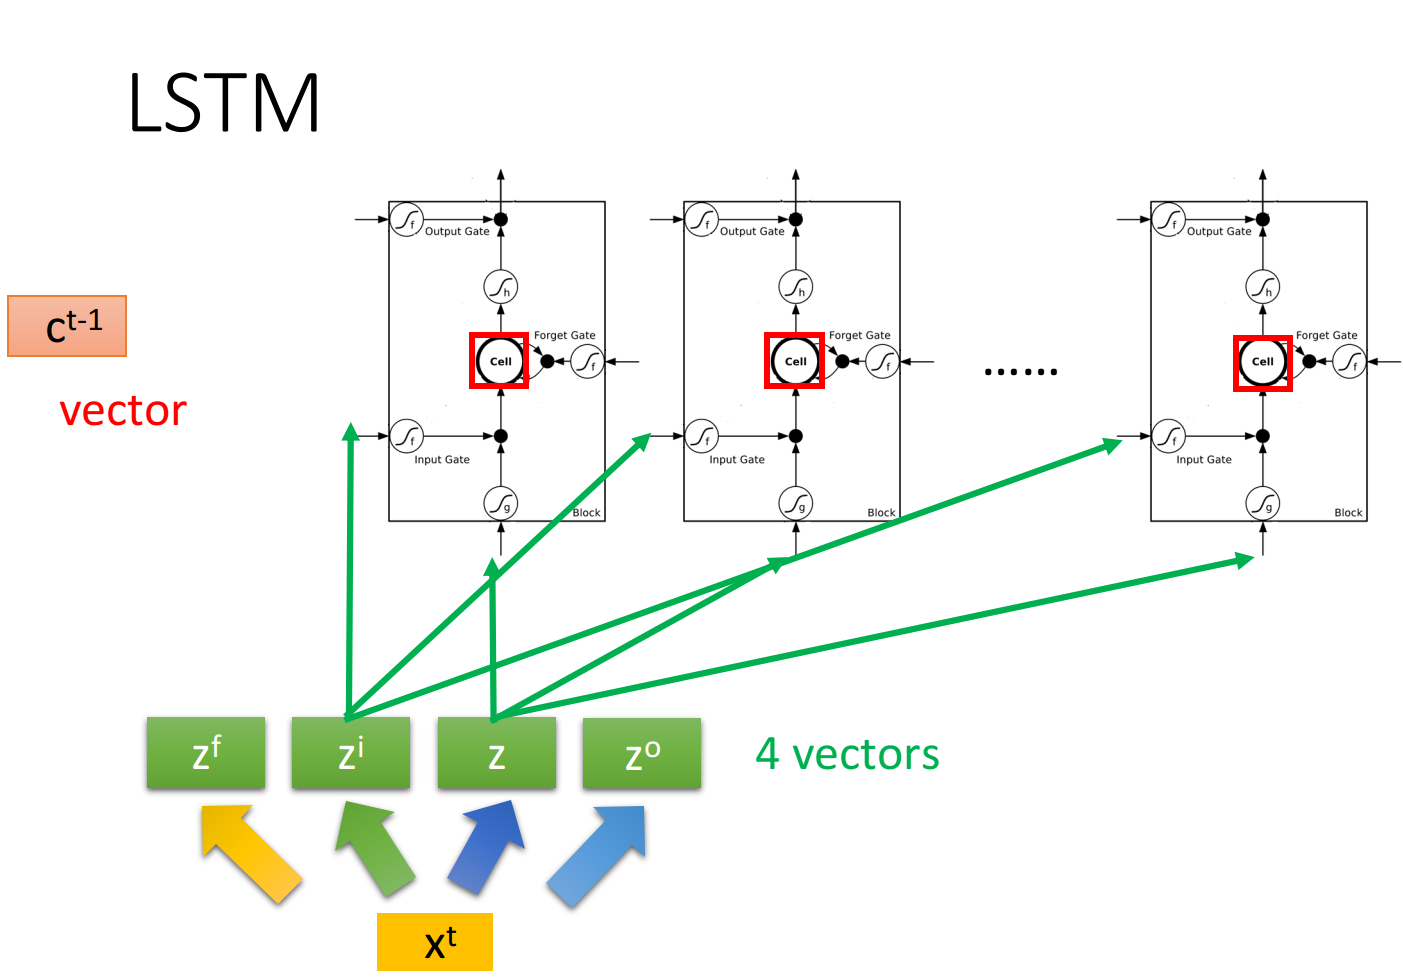 LSTM
f
Output Gate
h
Forget Gate
Cell
f
f
Input Gate
g
Block
f
Output Gate
h
Forget Gate
Cell
f
f
Input Gate
g
Block
......
f
Output Gate
h
Forget Gate
Cell
f
f
Input Gate
g
Block
c^t-1
vector
z^f
z^i
z
z^o
4 vectors
x^t